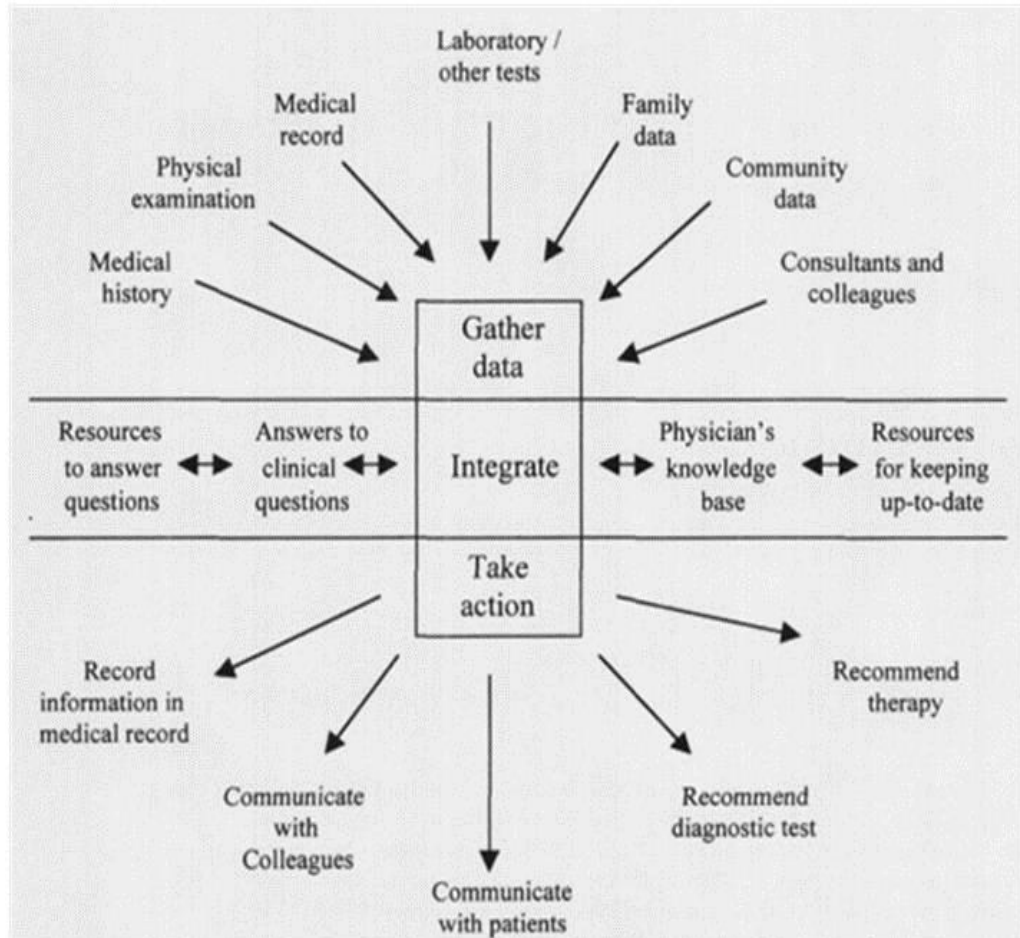 Laboratory /
other tests
Medical
record
Family
data
Physical
examination
Community
data
Medical
history
Consultants and
colleagues
Gather
data
Resources
to answer
questions
Answers to
clinical
questions
Integrate
Physician's
knowledge
base
Resources
for keeping
up-to-date
Take
action
Record
information in
medical record
Recommend
therapy
Communicate
with
Colleagues
Recommend
diagnostic test
Communicate
with patients